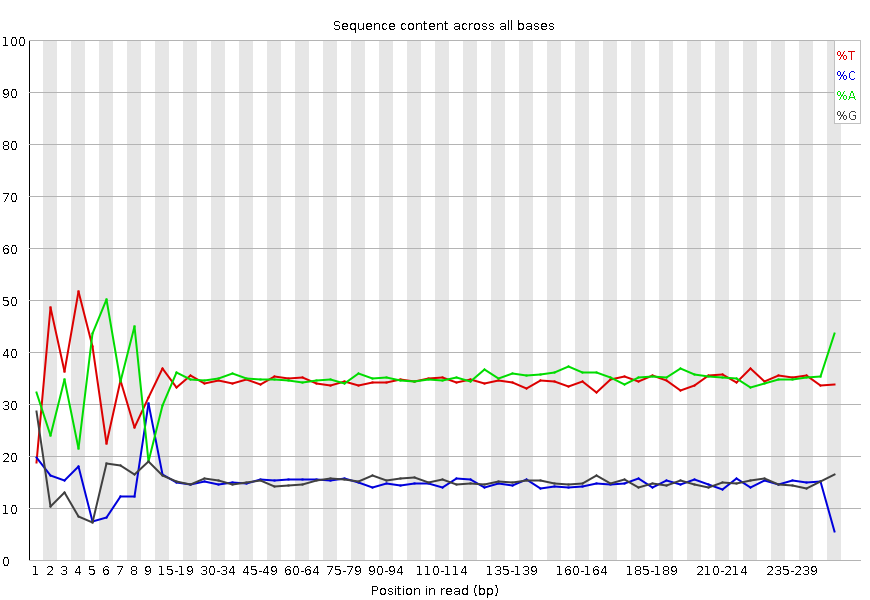 Sequence content across all bases
100
90
80
70
60
50
40
30
20
10
0
%T
%C
%A
%G
1 2 3 4 5 6 7 8 9 15-19 30-34 45-49 60-64 75-79 90-94 110-114 135-139 160-164 185-189 210-214 235-239
Position in read (bp)